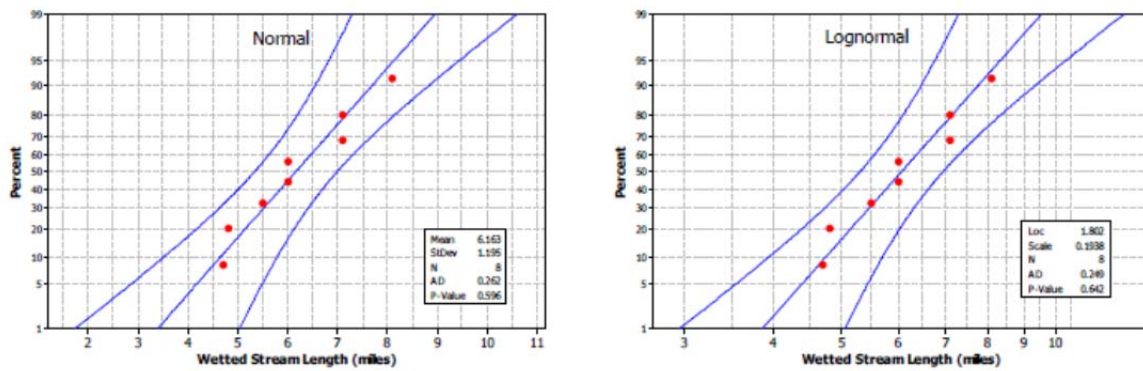 Normal
99
95
90
80
70
60
50
40
30
20
10
5
1
Percent
2 3 4 5 6 7 8 9 10 11
Wetted Stream Length (miles)
Mean 6.163
StDev 1.195
N 8
AD 0.262
P-Value 0.596
Lognormal
99
95
90
80
70
60
50
40
30
20
10
5
1
Percent
3 4 5 6 7 8 9 10
Wetted Stream Length (miles)
Loc 1.802
Scale 0.1938
N 8
AD 0.249
P-Value 0.642